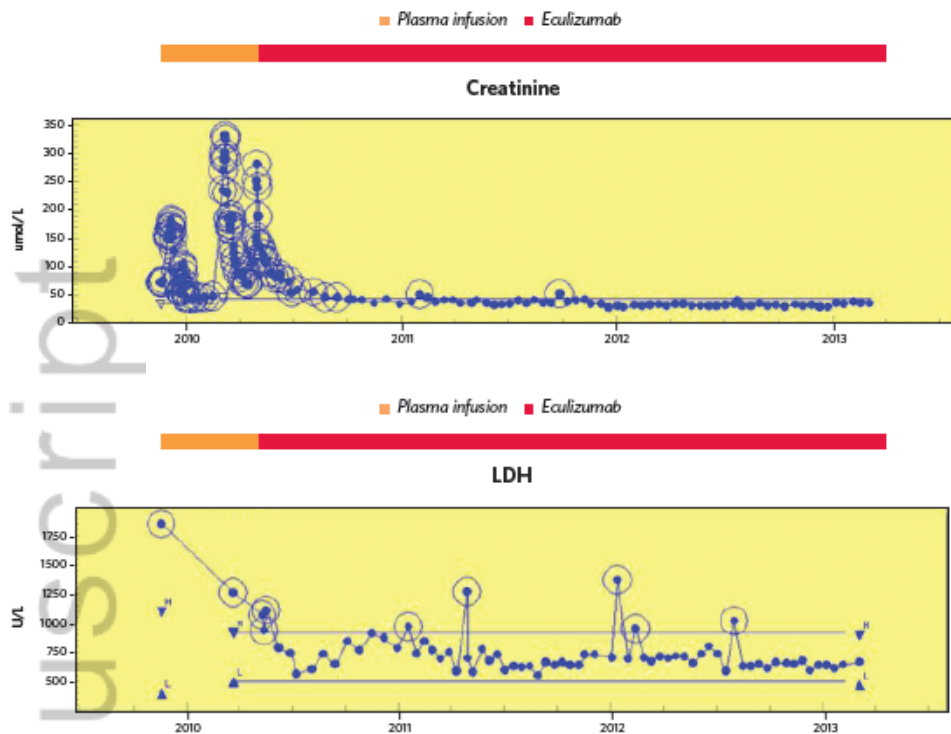 Plasma infusion Eculizumab
Creatinine
350
300
250
200
150
100
50
0
umol/L
2010 2011 2012 2013
Plasma infusion Eculizumab
LDH
1750
1500
1250
1000
750
500
U/L
H
L
H
L
H
L
2010 2011 2012 2013
uscript